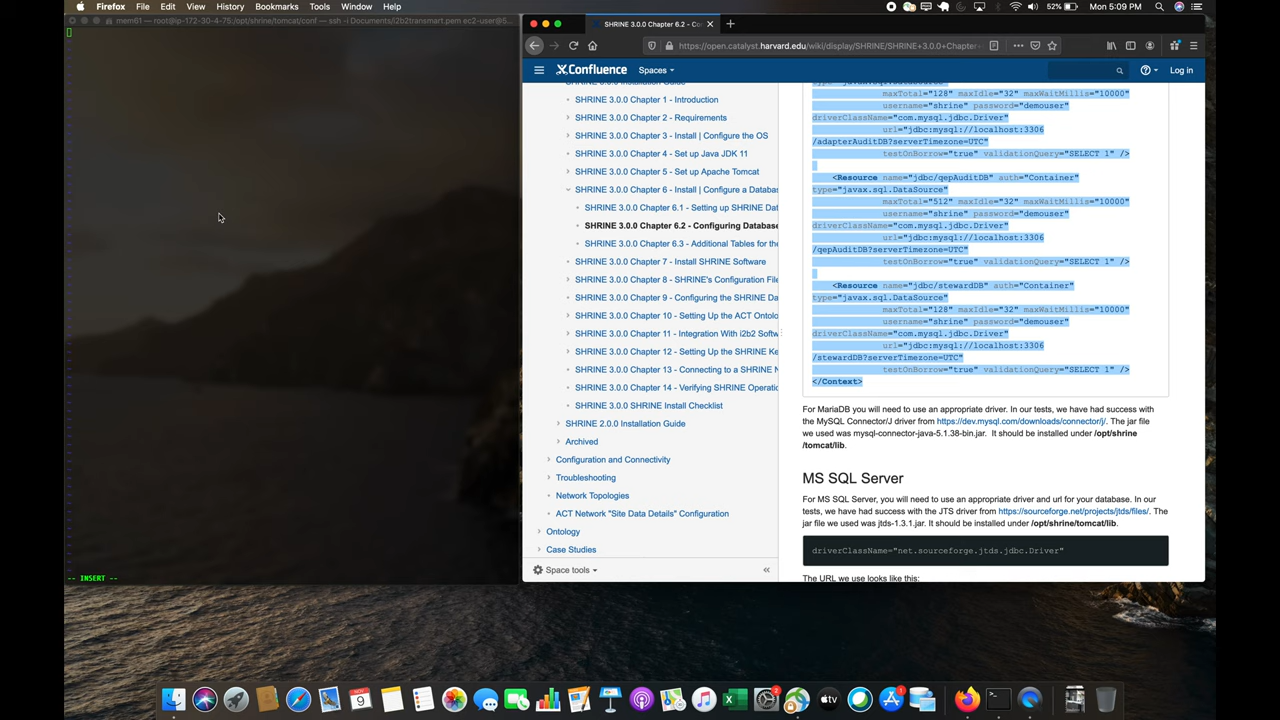 Firefox File Edit View History Bookmarks Tools Window Help
52% Mon 5:09 PM
mem61 — root@ip-172-30-4-75:/opt/shrine/tomcat/conf — ssh -i Documents/i2b2transmart.pem ec2-user@5...
SHRINE 3.0.0 Chapter 6.2 - Co
https://open.catalyst.harvard.edu/wiki/display/SHRINE/SHRINE+3.0.0+Chapter
Confluence Spaces
Log in
SHRINE 3.0.0 Chapter 1 - Introduction
SHRINE 3.0.0 Chapter 2 - Requirements
SHRINE 3.0.0 Chapter 3 - Install | Configure the OS
SHRINE 3.0.0 Chapter 4 - Set up Java JDK 11
SHRINE 3.0.0 Chapter 5 - Set up Apache Tomcat
SHRINE 3.0.0 Chapter 6 - Install | Configure a Databas
SHRINE 3.0.0 Chapter 6.1 - Setting up SHRINE Dat
SHRINE 3.0.0 Chapter 6.2 - Configuring Database
SHRINE 3.0.0 Chapter 6.3 - Additional Tables for the
SHRINE 3.0.0 Chapter 7 - Install SHRINE Software
SHRINE 3.0.0 Chapter 8 - SHRINE's Configuration File
SHRINE 3.0.0 Chapter 9 - Configuring the SHRINE Da
SHRINE 3.0.0 Chapter 10 - Setting Up the ACT Ontolo
SHRINE 3.0.0 Chapter 11 - Integration With i2b2 Softw
SHRINE 3.0.0 Chapter 12 - Setting Up the SHRINE Ke
SHRINE 3.0.0 Chapter 13 - Connecting to a SHRINE N
SHRINE 3.0.0 Chapter 14 - Verifying SHRINE Operatio
SHRINE 3.0.0 SHRINE Install Checklist
SHRINE 2.0.0 Installation Guide
Archived
Configuration and Connectivity
Troubleshooting
Network Topologies
ACT Network "Site Data Details" Configuration
Ontology
Case Studies
Space tools
type="javax.sql.DataSource"
maxTotal="128" maxIdle="32" maxWaitMillis="10000"
username="shrine" password="demouser"
driverClassName="com.mysql.jdbc.Driver"
url="jdbc:mysql://localhost:3306
/adapterAuditDB?serverTimezone=UTC"
testOnBorrow="true" validationQuery="SELECT 1" />
<Resource name="jdbc/qepAuditDB" auth="Container"
type="javax.sql.DataSource"
maxTotal="512" maxIdle="32" maxWaitMillis="10000"
username="shrine" password="demouser"
driverClassName="com.mysql.jdbc.Driver"
url="jdbc:mysql://localhost:3306
/qepAuditDB?serverTimezone=UTC"
testOnBorrow="true" validationQuery="SELECT 1" />
<Resource name="jdbc/stewardDB" auth="Container"
type="javax.sql.DataSource"
maxTotal="128" maxIdle="32" maxWaitMillis="10000"
username="shrine" password="demouser"
driverClassName="com.mysql.jdbc.Driver"
url="jdbc:mysql://localhost:3306
/stewardDB?serverTimezone=UTC"
testOnBorrow="true" validationQuery="SELECT 1" />
</Context>
For MariaDB you will need to use an appropriate driver. In our tests, we have had success with
the MySQL Connector/J driver from https://dev.mysql.com/downloads/connector/j/. The jar file
we used was mysql-connector-java-5.1.38-bin.jar. It should be installed under /opt/shrine
/tomcat/lib.
MS SQL Server
For MS SQL Server, you will need to use an appropriate driver and url for your database. In our
tests, we have had success with the JTS driver from https://sourceforge.net/projects/jtds/files/. The
jar file we used was jtds-1.3.1.jar. It should be installed under /opt/shrine/tomcat/lib.
driverClassName="net.sourceforge.jtds.jdbc.Driver"
The URL we use looks like this:
-- INSERT --